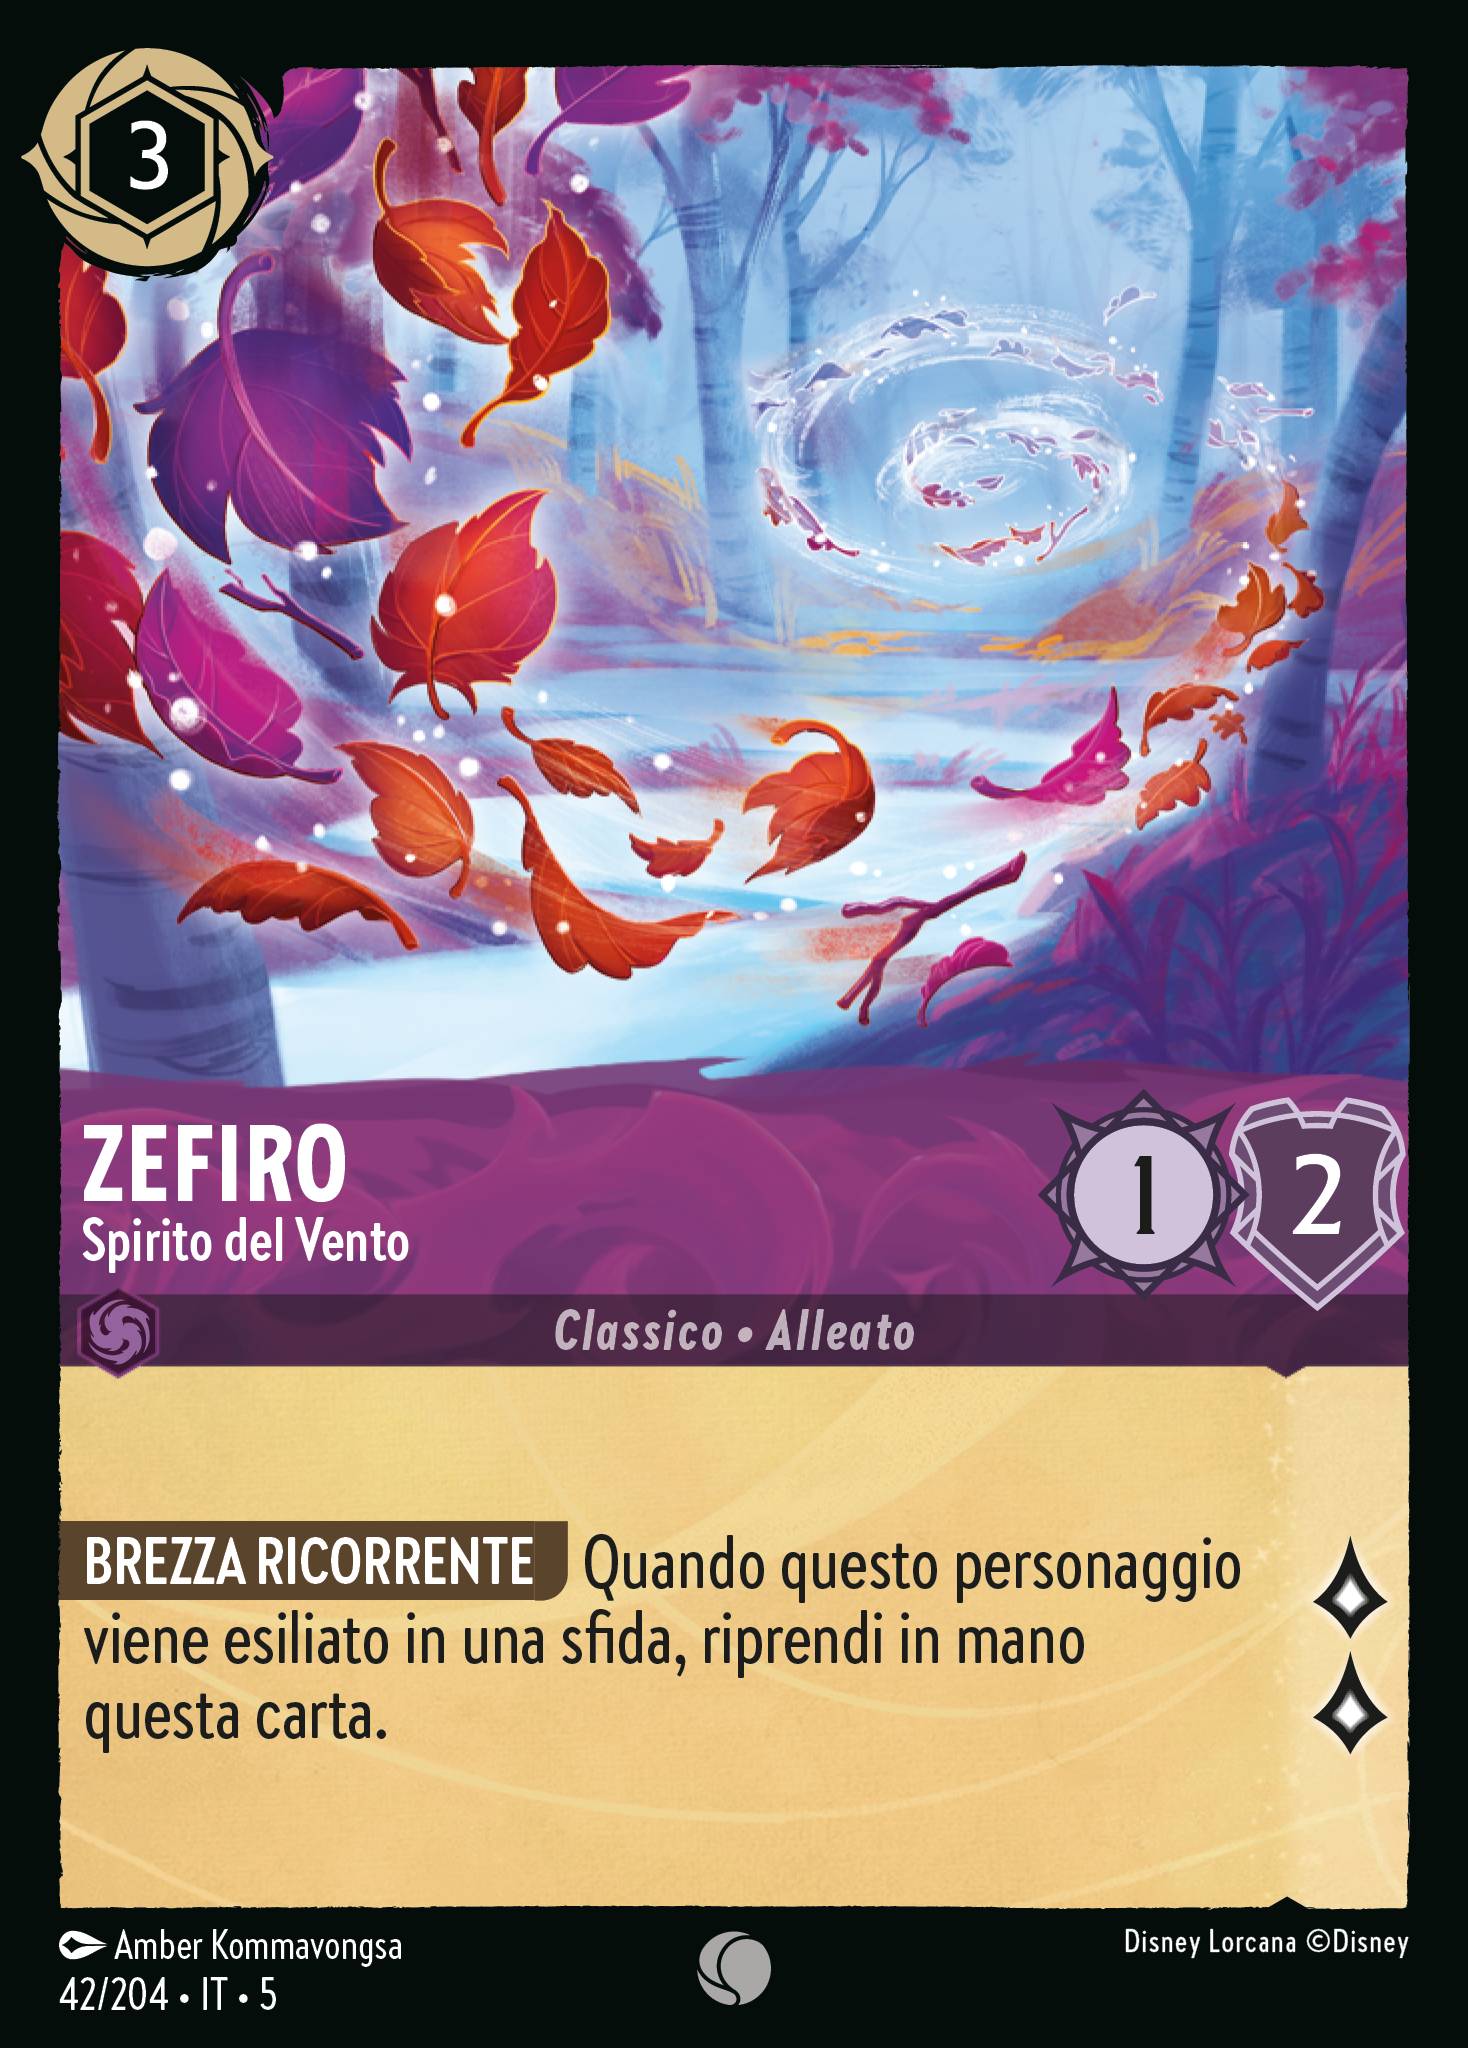 3
ZEFIRO
Spirito del Vento
1
2
Classico • Alleato
BREZZA RICORRENTE Quando questo personaggio
viene esiliato in una sfida, riprendi in mano
questa carta.
Amber Kommavongsa
42/204 • IT • 5
Disney Lorcana ©Disney